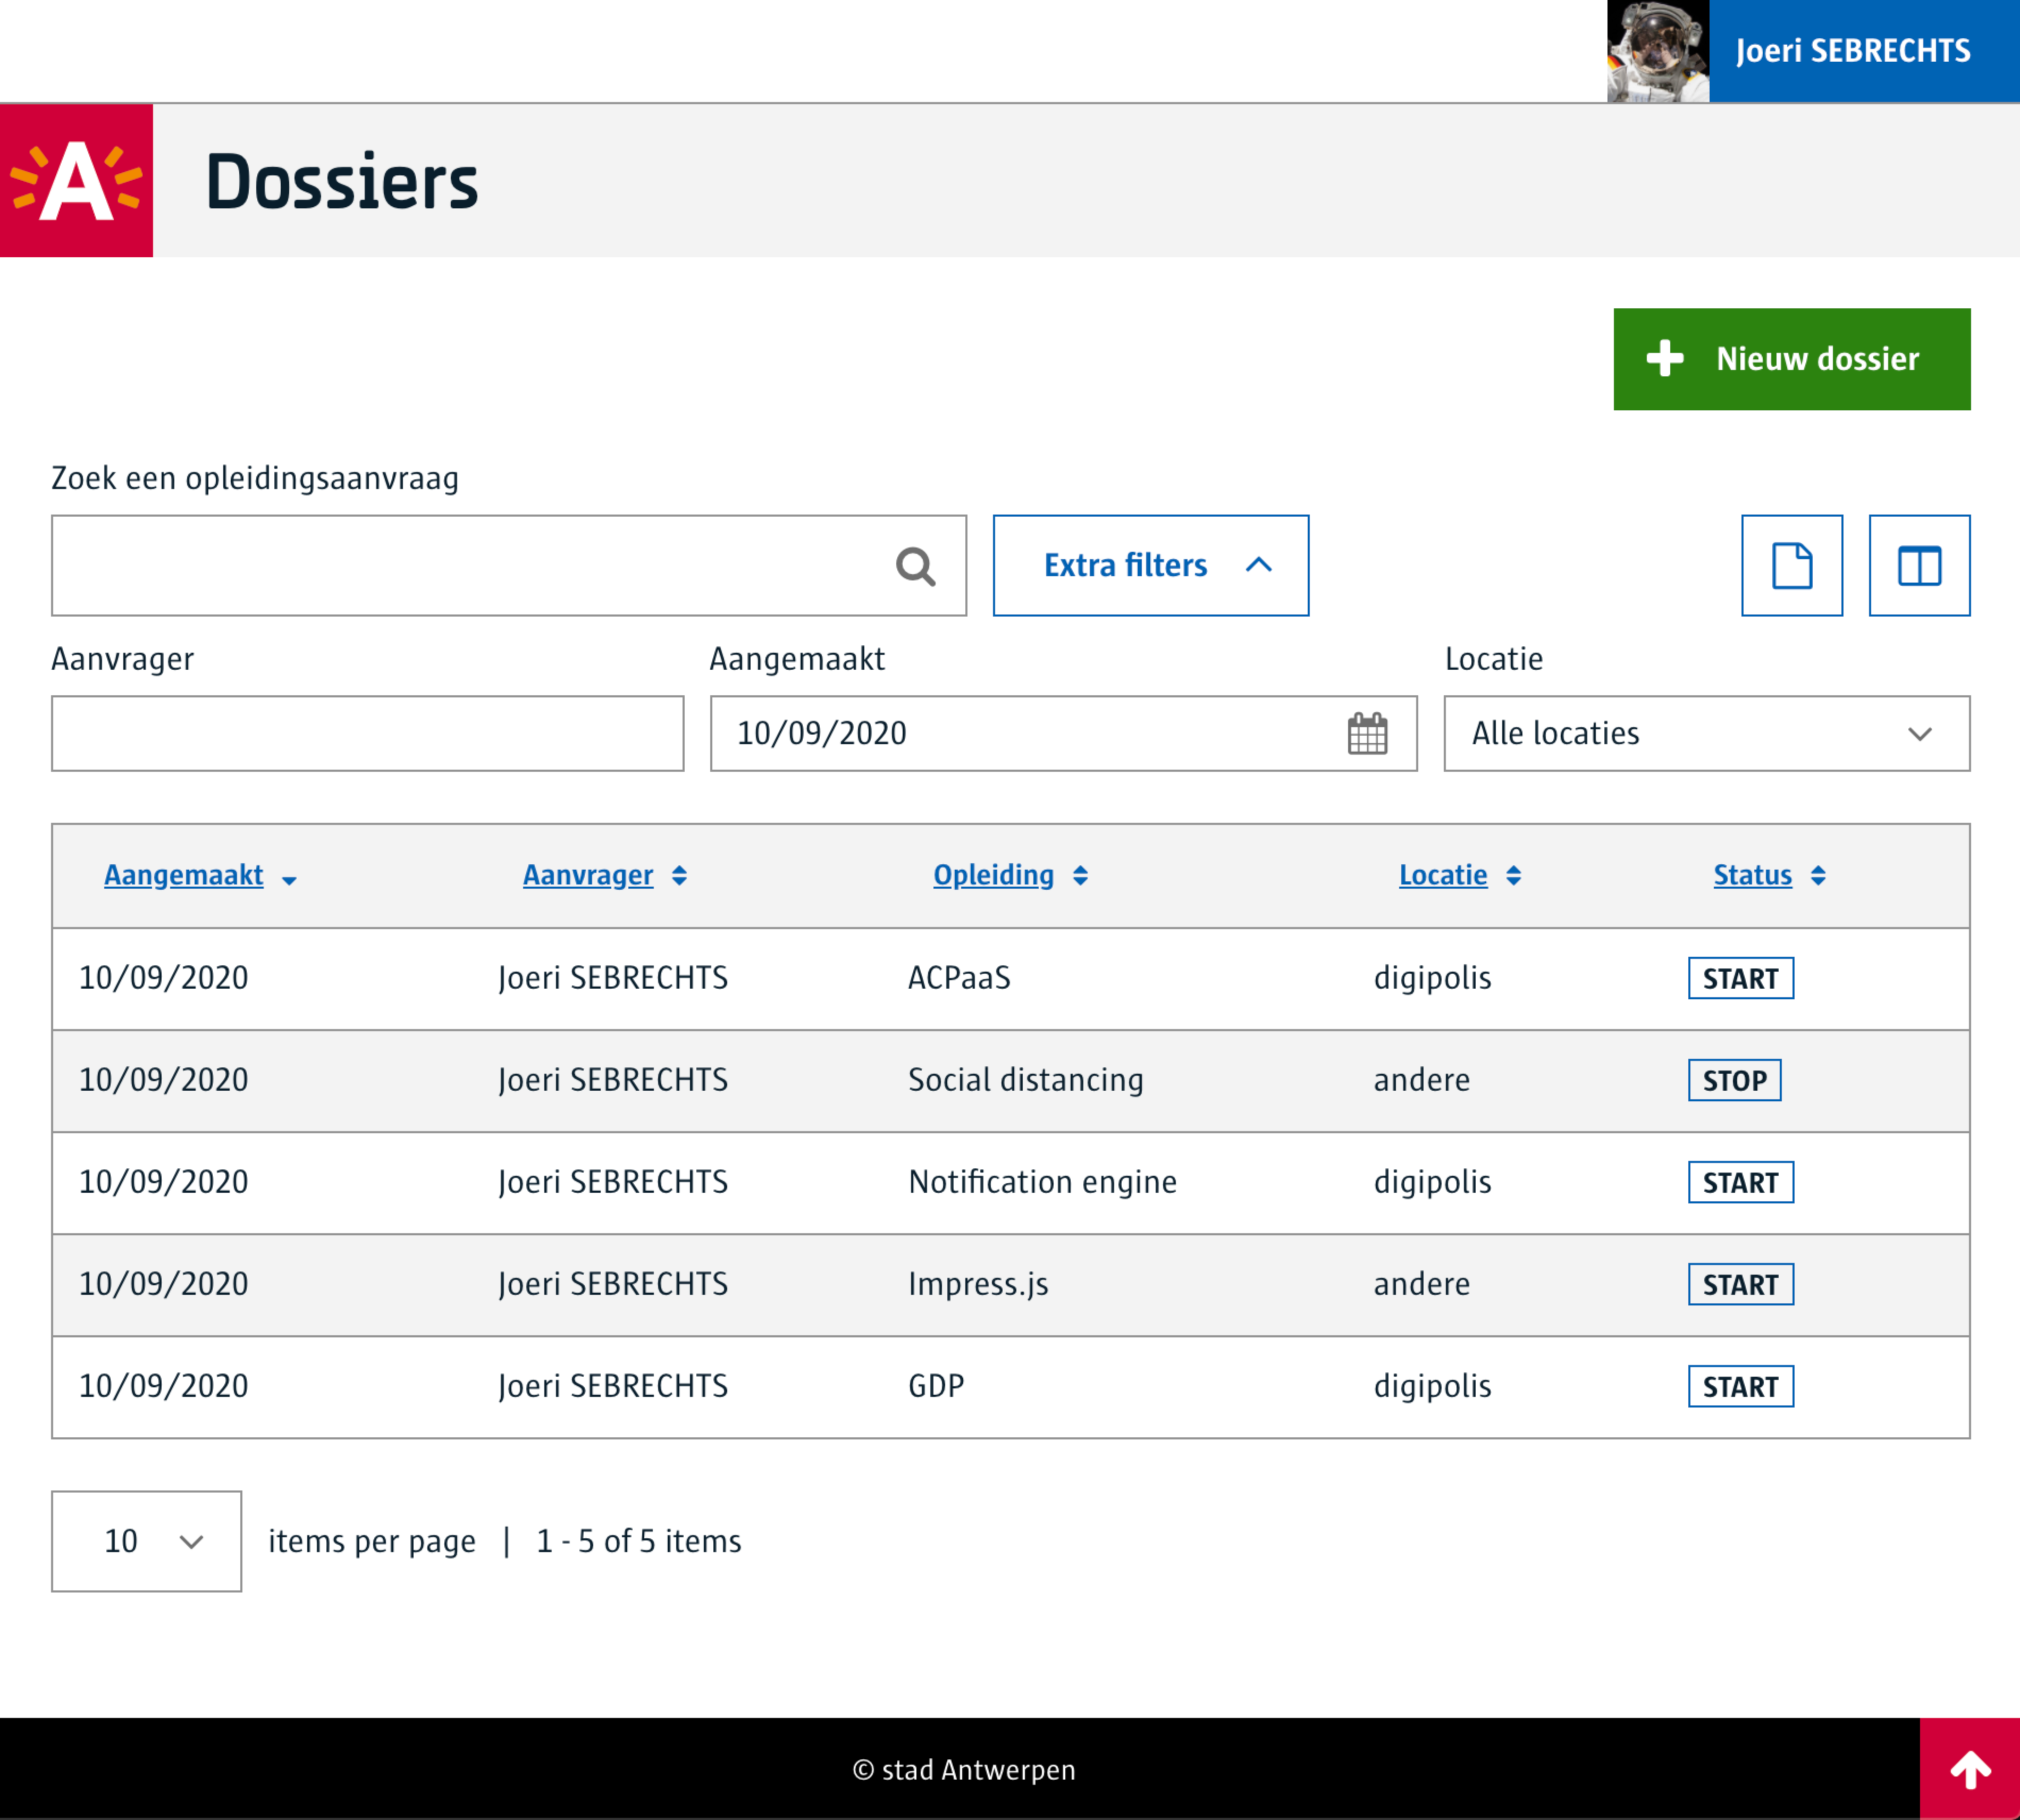 Joeri SEBRECHTS
A
Dossiers
Nieuw dossier
Zoek een opleidingsaanvraag
Extra filters
Aanvrager Aangemaakt Locatie
10/09/2020 Alle locaties
Aangemaakt Aanvrager Opleiding Locatie Status
10/09/2020 Joeri SEBRECHTS ACPaaS digipolis START
10/09/2020 Joeri SEBRECHTS Social distancing andere STOP
10/09/2020 Joeri SEBRECHTS Notification engine digipolis START
10/09/2020 Joeri SEBRECHTS Impress.js andere START
10/09/2020 Joeri SEBRECHTS GDP digipolis START
10 items per page | 1 - 5 of 5 items
© stad Antwerpen